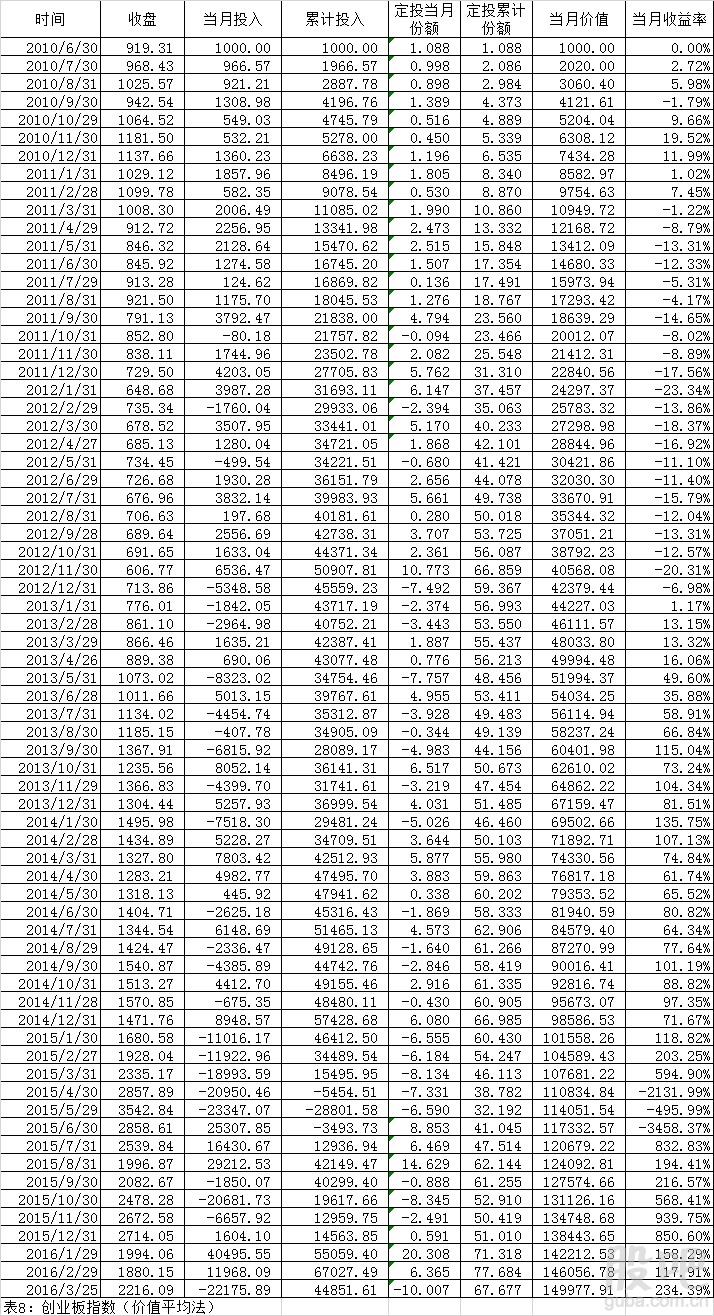 时间 收盘 当月投入 累计投入 定投当月份额 定投累计份额 当月价值 当月收益率
2010/6/30 919.31 1000.00 1000.00 1.088 1.088 1000.00 0.00%
2010/7/30 968.43 966.57 1966.57 0.998 2.086 2020.00 2.72%
2010/8/31 1025.57 921.21 2887.78 0.898 2.984 3060.40 5.98%
2010/9/30 942.54 1308.98 4196.76 1.389 4.373 4121.61 -1.79%
2010/10/29 1064.52 549.03 4745.79 0.516 4.889 5204.04 9.66%
2010/11/30 1181.50 532.21 5278.00 0.450 5.339 6308.12 19.52%
2010/12/31 1137.66 1360.23 6638.23 1.196 6.535 7434.28 11.99%
2011/1/31 1029.12 1857.96 8496.19 1.805 8.340 8582.97 1.02%
2011/2/28 1099.78 582.35 9078.54 0.530 8.870 9754.63 7.45%
2011/3/31 1008.30 2006.49 11085.02 1.990 10.860 10949.72 -1.22%
2011/4/29 912.72 2256.95 13341.98 2.473 13.332 12168.72 -8.79%
2011/5/31 846.32 2128.64 15470.62 2.515 15.848 13412.09 -13.31%
2011/6/30 845.92 1274.58 16745.20 1.507 17.354 14680.33 -12.33%
2011/7/29 913.28 124.62 16869.82 0.136 17.491 15973.94 -5.31%
2011/8/31 921.50 1175.70 18045.53 1.276 18.767 17293.42 -4.17%
2011/9/30 791.13 3792.47 21838.00 4.794 23.560 18639.29 -14.65%
2011/10/31 852.80 -80.18 21757.82 -0.094 23.466 20012.07 -8.02%
2011/11/30 838.11 1744.96 23502.78 2.082 25.548 21412.31 -8.89%
2011/12/30 729.50 4203.05 27705.83 5.762 31.310 22840.56 -17.56%
2012/1/31 648.68 3987.28 31693.11 6.147 37.457 24297.37 -23.34%
2012/2/29 735.34 -1760.04 29933.06 -2.394 35.063 25783.32 -13.86%
2012/3/30 678.52 3507.95 33441.01 5.170 40.233 27298.98 -18.37%
2012/4/27 685.13 1280.04 34721.05 1.868 42.101 28844.96 -16.92%
2012/5/31 734.45 -499.54 34221.51 -0.680 41.421 30421.86 -11.10%
2012/6/29 726.68 1930.28 36151.79 2.656 44.078 32030.30 -11.40%
2012/7/31 676.96 3832.14 39983.93 5.661 49.738 33670.91 -15.79%
2012/8/31 706.63 197.68 40181.61 0.280 50.018 35344.32 -12.04%
2012/9/28 689.64 2556.69 42738.31 3.707 53.725 37051.21 -13.31%
2012/10/31 691.65 1633.04 44371.34 2.361 56.087 38792.23 -12.57%
2012/11/30 606.77 6536.47 50907.81 10.773 66.859 40568.08 -20.31%
2012/12/31 713.86 -5348.58 45559.23 -7.492 59.367 42379.44 -6.98%
2013/1/31 776.01 -1842.05 43717.19 -2.374 56.993 44227.03 1.17%
2013/2/28 861.10 -2964.98 40752.21 -3.443 53.550 46111.57 13.15%
2013/3/29 866.46 1635.21 42387.41 1.887 55.437 48033.80 13.32%
2013/4/26 889.38 690.06 43077.48 0.776 56.213 49994.48 16.06%
2013/5/31 1073.02 -8323.02 34754.46 -7.757 48.456 51994.37 49.60%
2013/6/28 1011.66 5013.15 39767.61 4.955 53.411 54034.25 35.88%
2013/7/31 1134.02 -4454.74 35312.87 -3.928 49.483 56114.94 58.91%
2013/8/30 1185.15 -407.78 34905.09 -0.344 49.139 58237.24 66.84%
2013/9/30 1367.91 -6815.92 28089.17 -4.983 44.156 60401.98 115.04%
2013/10/31 1235.56 8052.14 36141.31 6.517 50.673 62610.02 73.24%
2013/11/29 1366.83 -4399.70 31741.61 -3.219 47.454 64862.22 104.34%
2013/12/31 1304.44 5257.93 36999.54 4.031 51.485 67159.47 81.51%
2014/1/30 1495.98 -7518.30 29481.24 -5.026 46.460 69502.66 135.75%
2014/2/28 1434.89 5228.27 34709.51 3.644 50.103 71892.71 107.13%
2014/3/31 1327.80 7803.42 42512.93 5.877 55.980 74330.56 74.84%
2014/4/30 1283.21 4982.77 47495.70 3.883 59.863 76817.18 61.74%
2014/5/30 1318.13 445.92 47941.62 0.338 60.202 79353.52 65.52%
2014/6/30 1404.71 -2625.18 45316.43 -1.869 58.333 81940.59 80.82%
2014/7/31 1344.54 6148.69 51465.13 4.573 62.906 84579.40 64.34%
2014/8/29 1424.47 -2336.47 49128.65 -1.640 61.266 87270.99 77.64%
2014/9/30 1540.87 -4385.89 44742.76 -2.846 58.419 90016.41 101.19%
2014/10/31 1513.27 4412.70 49155.46 2.916 61.335 92816.74 88.82%
2014/11/28 1570.85 -675.35 48480.11 -0.430 60.905 95673.07 97.35%
2014/12/31 1471.76 8948.57 57428.68 6.080 66.985 98586.53 71.67%
2015/1/30 1680.58 -11016.17 46412.50 -6.555 60.430 101558.26 118.82%
2015/2/27 1928.04 -11922.96 34489.54 -6.184 54.247 104589.43 203.25%
2015/3/31 2335.17 -18993.59 15495.95 -8.134 46.113 107681.22 594.90%
2015/4/30 2857.89 -20950.46 -5454.51 -7.331 38.782 110834.84 -2131.99%
2015/5/29 3542.84 -23347.07 -28801.58 -6.590 32.192 114051.54 -495.99%
2015/6/30 2858.61 25307.85 -3493.73 8.853 41.045 117332.57 -3458.37%
2015/7/31 2539.84 16430.67 12936.94 6.469 47.514 120679.22 832.83%
2015/8/31 1996.87 29212.53 42149.47 14.629 62.144 124092.81 194.41%
2015/9/30 2082.67 -1850.07 40299.40 -0.888 61.255 127574.66 216.57%
2015/10/30 2478.28 -20681.73 19617.66 -8.345 52.910 131126.16 568.41%
2015/11/30 2672.58 -6657.92 12959.75 -2.491 50.419 134748.68 939.75%
2015/12/31 2714.05 1604.10 14563.85 0.591 51.010 138443.65 850.60%
2016/1/29 1994.06 40495.55 55059.40 20.308 71.318 142212.53 158.29%
2016/2/29 1880.15 11968.09 67027.49 6.365 77.684 146056.78 117.91%
2016/3/25 2216.09 -22175.89 44851.61 -10.007 67.677 149977.91 234.39%
表8：创业板指数（价值平均法）
股吧
guba.com.cn